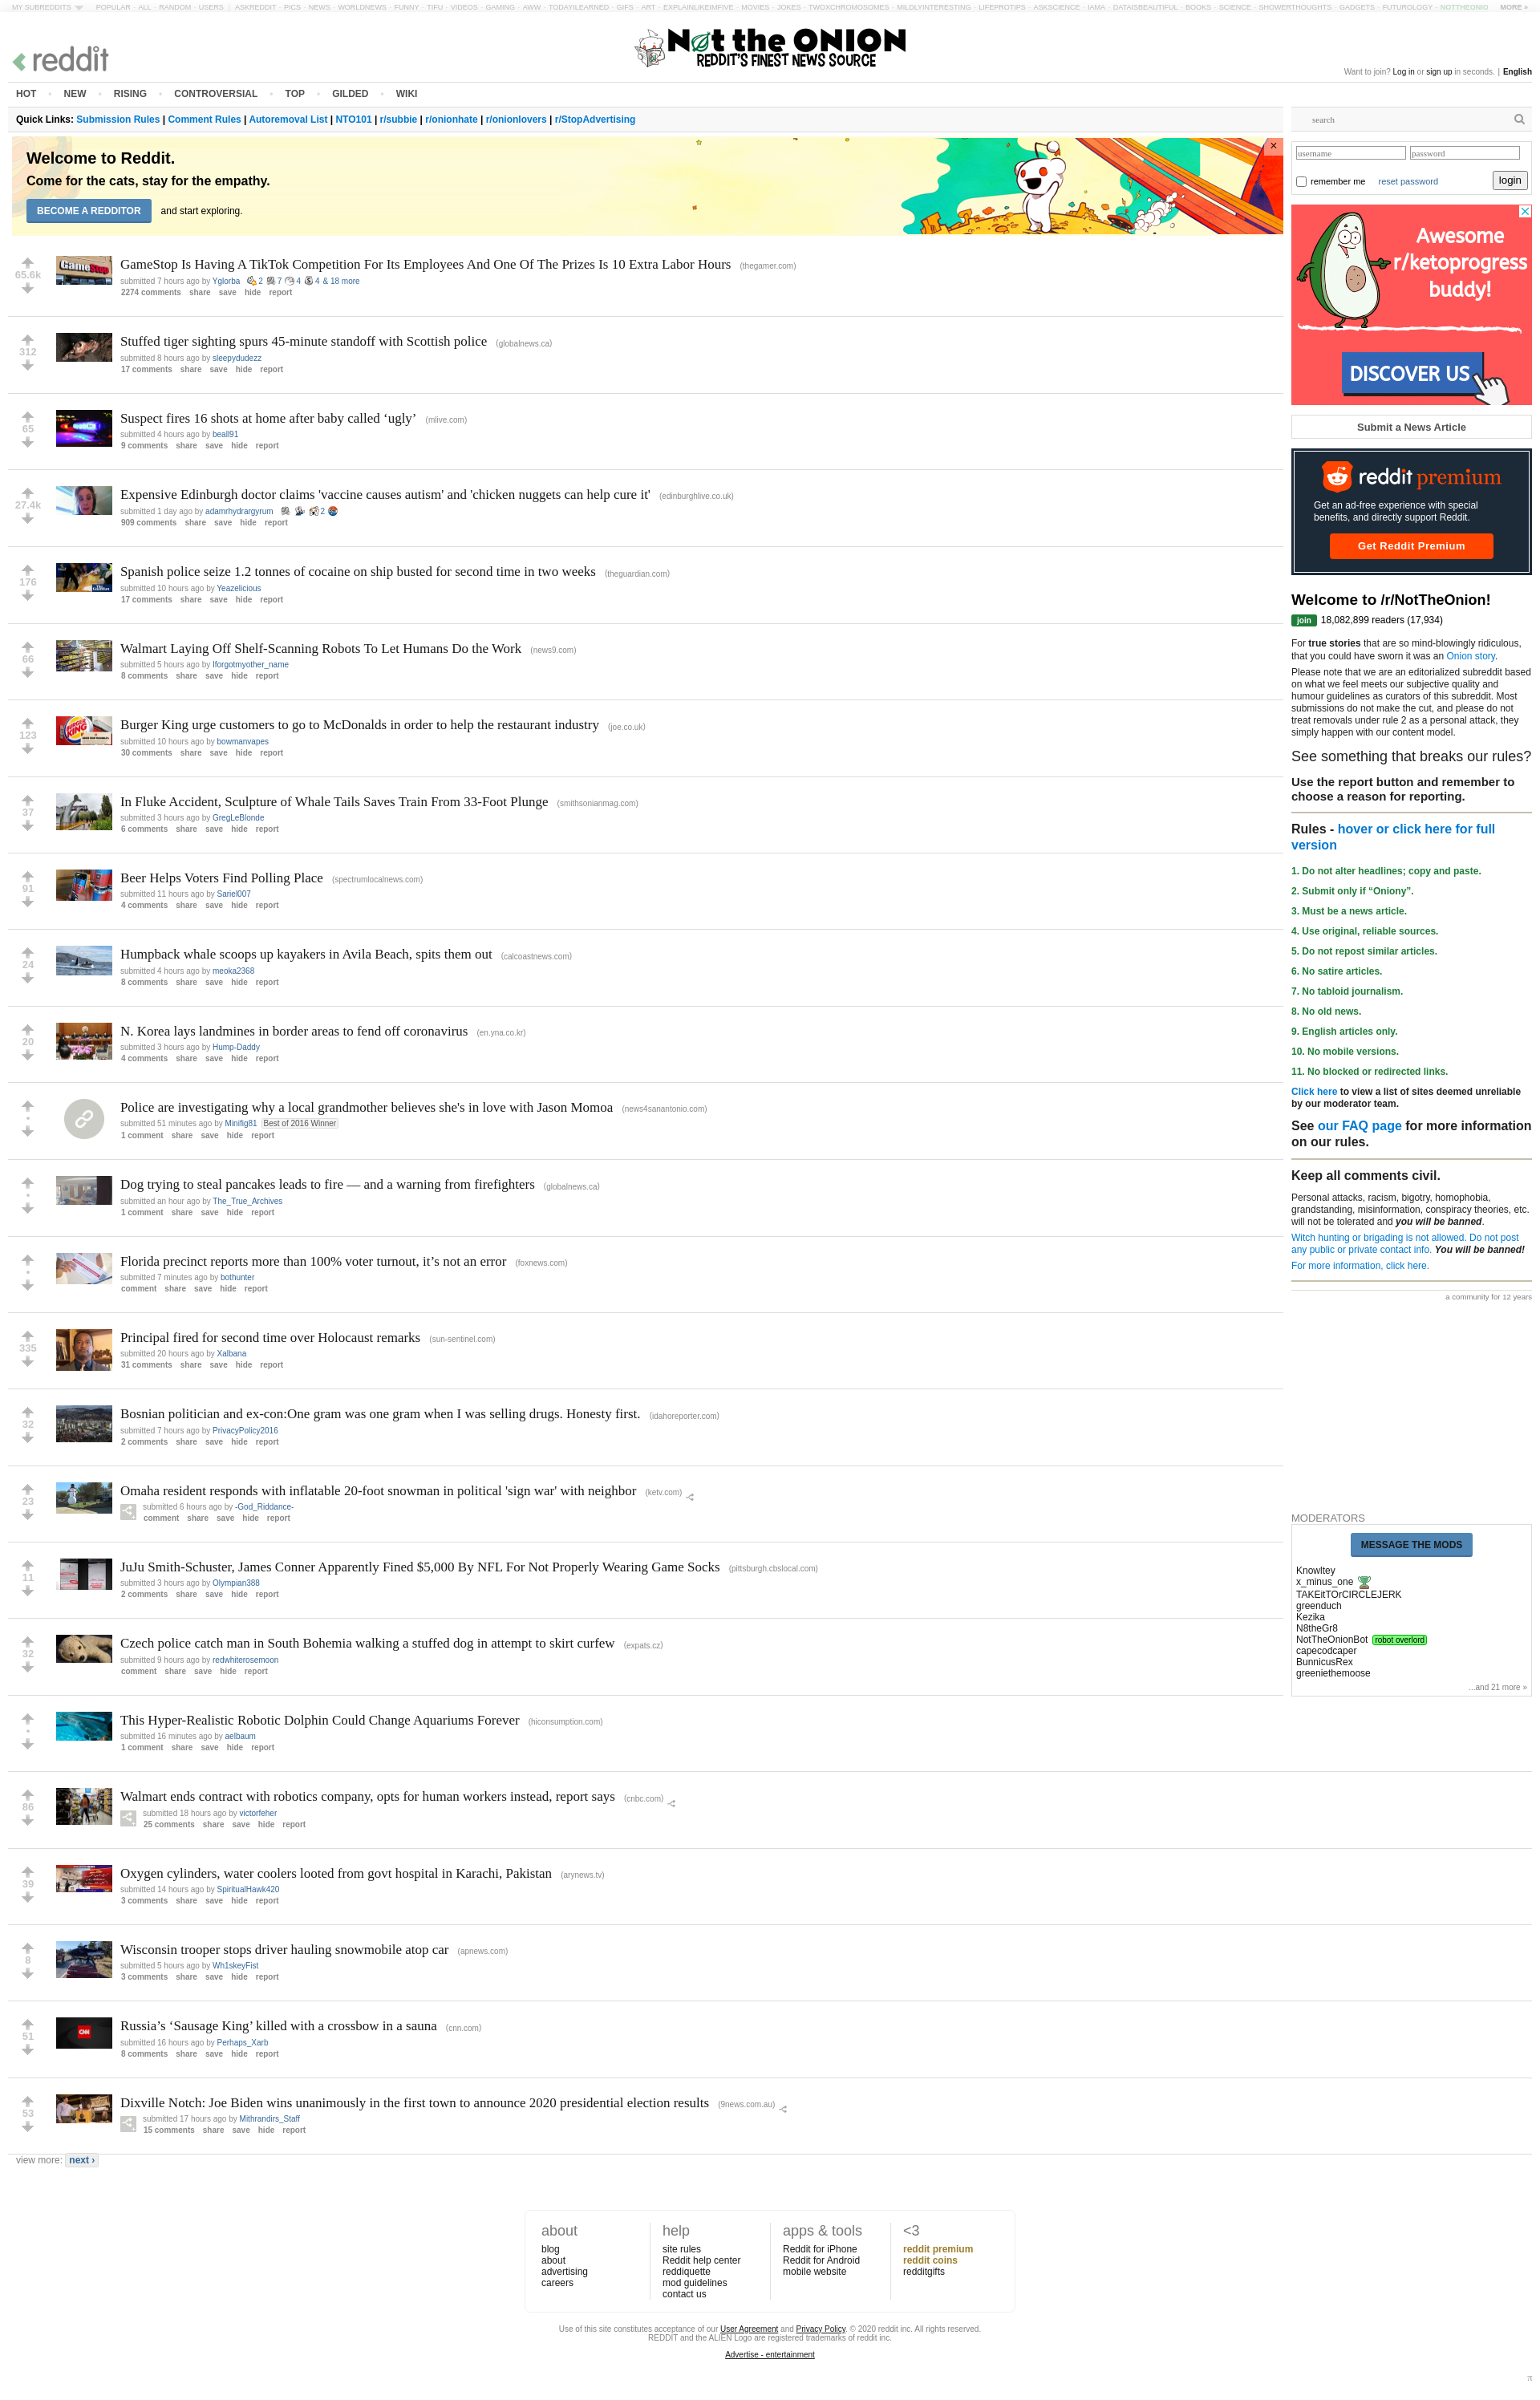 MY SUBREDDITS POPULAR - ALL - RANDOM - USERS | ASKREDDIT - PICS - NEWS - WORLDNEWS - FUNNY - TIFU - VIDEOS - GAMING - AWW - TODAYILEARNED - GIFS - ART - EXPLAINLIKEIMFIVE - MOVIES - JOKES - TWOXCHROMOSOMES - MILDLYINTERESTING - LIFEPROTIPS - ASKSCIENCE - IAMA - DATAISBEAUTIFUL - BOOKS - SCIENCE - SHOWERTHOUGHTS - GADGETS - FUTUROLOGY - NOTTHEONIO MORE »
reddit
Not the ONION
REDDIT'S FINEST NEWS SOURCE
Want to join? Log in or sign up in seconds. | English
HOT • NEW • RISING • CONTROVERSIAL • TOP • GILDED • WIKI
Quick Links: Submission Rules | Comment Rules | Autoremoval List | NTO101 | r/subbie | r/onionhate | r/onionlovers | r/StopAdvertising
Welcome to Reddit.
Come for the cats, stay for the empathy.
BECOME A REDDITOR and start exploring.
×
65.6k
GameStop Is Having A TikTok Competition For Its Employees And One Of The Prizes Is 10 Extra Labor Hours (thegamer.com)
submitted 7 hours ago by Yglorba 2 7 4 4 & 18 more
2274 comments share save hide report
312
Stuffed tiger sighting spurs 45-minute standoff with Scottish police (globalnews.ca)
submitted 8 hours ago by sleepydudezz
17 comments share save hide report
65
Suspect fires 16 shots at home after baby called ‘ugly’ (mlive.com)
submitted 4 hours ago by beall91
9 comments share save hide report
27.4k
Expensive Edinburgh doctor claims 'vaccine causes autism' and 'chicken nuggets can help cure it' (edinburghlive.co.uk)
submitted 1 day ago by adamrhydrargyrum 2
909 comments share save hide report
176
Spanish police seize 1.2 tonnes of cocaine on ship busted for second time in two weeks (theguardian.com)
submitted 10 hours ago by Yeazelicious
17 comments share save hide report
66
Walmart Laying Off Shelf-Scanning Robots To Let Humans Do the Work (news9.com)
submitted 5 hours ago by Iforgotmyother_name
8 comments share save hide report
123
Burger King urge customers to go to McDonalds in order to help the restaurant industry (joe.co.uk)
submitted 10 hours ago by bowmanvapes
30 comments share save hide report
37
In Fluke Accident, Sculpture of Whale Tails Saves Train From 33-Foot Plunge (smithsonianmag.com)
submitted 3 hours ago by GregLeBlonde
6 comments share save hide report
91
Beer Helps Voters Find Polling Place (spectrumlocalnews.com)
submitted 11 hours ago by Sariel007
4 comments share save hide report
24
Humpback whale scoops up kayakers in Avila Beach, spits them out (calcoastnews.com)
submitted 4 hours ago by meoka2368
8 comments share save hide report
20
N. Korea lays landmines in border areas to fend off coronavirus (en.yna.co.kr)
submitted 3 hours ago by Hump-Daddy
4 comments share save hide report
•
Police are investigating why a local grandmother believes she's in love with Jason Momoa (news4sanantonio.com)
submitted 51 minutes ago by Minifig81 Best of 2016 Winner
1 comment share save hide report
•
Dog trying to steal pancakes leads to fire — and a warning from firefighters (globalnews.ca)
submitted an hour ago by The_True_Archives
1 comment share save hide report
•
Florida precinct reports more than 100% voter turnout, it’s not an error (foxnews.com)
submitted 7 minutes ago by bothunter
comment share save hide report
335
Principal fired for second time over Holocaust remarks (sun-sentinel.com)
submitted 20 hours ago by Xalbana
31 comments share save hide report
32
Bosnian politician and ex-con:One gram was one gram when I was selling drugs. Honesty first. (idahoreporter.com)
submitted 7 hours ago by PrivacyPolicy2016
2 comments share save hide report
23
Omaha resident responds with inflatable 20-foot snowman in political 'sign war' with neighbor (ketv.com)
submitted 6 hours ago by -God_Riddance-
comment share save hide report
11
JuJu Smith-Schuster, James Conner Apparently Fined $5,000 By NFL For Not Properly Wearing Game Socks (pittsburgh.cbslocal.com)
submitted 3 hours ago by Olympian388
2 comments share save hide report
32
Czech police catch man in South Bohemia walking a stuffed dog in attempt to skirt curfew (expats.cz)
submitted 9 hours ago by redwhiterosemoon
comment share save hide report
•
This Hyper-Realistic Robotic Dolphin Could Change Aquariums Forever (hiconsumption.com)
submitted 16 minutes ago by aelbaum
1 comment share save hide report
86
Walmart ends contract with robotics company, opts for human workers instead, report says (cnbc.com)
submitted 18 hours ago by victorfeher
25 comments share save hide report
39
Oxygen cylinders, water coolers looted from govt hospital in Karachi, Pakistan (arynews.tv)
submitted 14 hours ago by SpiritualHawk420
3 comments share save hide report
8
Wisconsin trooper stops driver hauling snowmobile atop car (apnews.com)
submitted 5 hours ago by Wh1skeyFist
3 comments share save hide report
51
Russia’s ‘Sausage King’ killed with a crossbow in a sauna (cnn.com)
submitted 16 hours ago by Perhaps_Xarb
8 comments share save hide report
53
Dixville Notch: Joe Biden wins unanimously in the first town to announce 2020 presidential election results (9news.com.au)
submitted 17 hours ago by Mithrandirs_Staff
15 comments share save hide report
view more: next ›
search
username password
remember me reset password login
Awesome
r/ketoprogress
buddy!
DISCOVER US
Submit a News Article
reddit premium
Get an ad-free experience with special
benefits, and directly support Reddit.
Get Reddit Premium
Welcome to /r/NotTheOnion!
join 18,082,899 readers (17,934)
For true stories that are so mind-blowingly ridiculous,
that you could have sworn it was an Onion story.
Please note that we are an editorialized subreddit based
on what we feel meets our subjective quality and
humour guidelines as curators of this subreddit. Most
submissions do not make the cut, and please do not
treat removals under rule 2 as a personal attack, they
simply happen with our content model.
See something that breaks our rules?
Use the report button and remember to
choose a reason for reporting.
Rules - hover or click here for full
version
1. Do not alter headlines; copy and paste.
2. Submit only if “Oniony”.
3. Must be a news article.
4. Use original, reliable sources.
5. Do not repost similar articles.
6. No satire articles.
7. No tabloid journalism.
8. No old news.
9. English articles only.
10. No mobile versions.
11. No blocked or redirected links.
Click here to view a list of sites deemed unreliable
by our moderator team.
See our FAQ page for more information
on our rules.
Keep all comments civil.
Personal attacks, racism, bigotry, homophobia,
grandstanding, misinformation, conspiracy theories, etc.
will not be tolerated and you will be banned.
Witch hunting or brigading is not allowed. Do not post
any public or private contact info. You will be banned!
For more information, click here.
a community for 12 years
MODERATORS
MESSAGE THE MODS
Knowltey
x_minus_one
TAKEitTOrCIRCLEJERK
greenduch
Kezika
N8theGr8
NotTheOnionBot robot overlord
capecodcaper
BunnicusRex
greeniethemoose
...and 21 more »
about
blog
about
advertising
careers
help
site rules
Reddit help center
reddiquette
mod guidelines
contact us
apps & tools
Reddit for iPhone
Reddit for Android
mobile website
<3
reddit premium
reddit coins
redditgifts
Use of this site constitutes acceptance of our User Agreement and Privacy Policy. © 2020 reddit inc. All rights reserved.
REDDIT and the ALIEN Logo are registered trademarks of reddit inc.
Advertise - entertainment
π